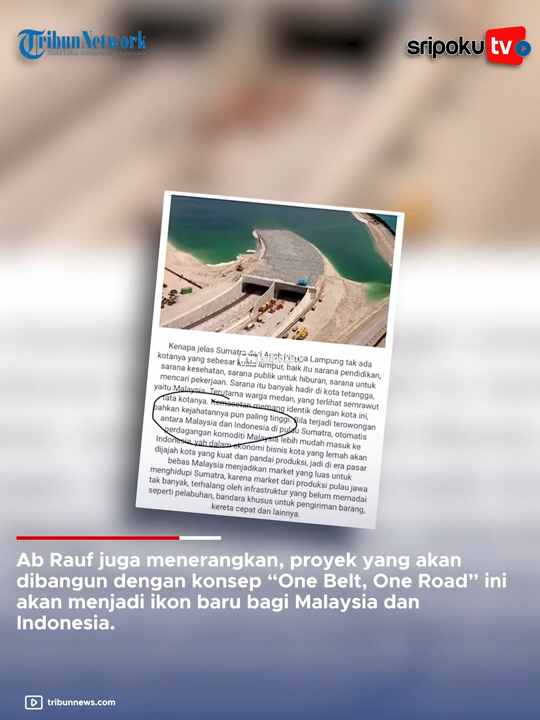 TribunNetwork
sripoku tv
Kenapa jelas Sumatra dari Aceh hingga Lampung tak ada
kotanya yang sebesar kuala lumpur, baik itu sarana pendidikan,
sarana kesehatan, sarana publik untuk hiburan, sarana untuk
mencari pekerjaan. Sarana itu banyak hadir di kota tetangga,
yaitu Malaysia. Terutama warga medan, yang terlihat semrawut
tata kotanya. Kemacetan memang identik dengan kota ini,
bahkan kejahatannya pun paling tinggi. Bila terjadi terowongan
antara Malaysia dan Indonesia di pulau Sumatra, otomatis
perdagangan komoditi Malaysia lebih mudah masuk ke
Indonesia, yah dalam ekonomi bisnis kota yang lemah akan
dijajah kota yang kuat dan pandai produksi, jadi di era pasar
bebas Malaysia menjadikan market yang luas untuk
menghidupi Sumatra, karena market dari produksi pulau jawa
tak banyak, terhalang oleh infrastruktur yang belum memadai
seperti pelabuhan, bandara khusus untuk pengiriman barang,
kereta cepat dan lainnya.
Ab Rauf juga menerangkan, proyek yang akan
dibangun dengan konsep “One Belt, One Road” ini
akan menjadi ikon baru bagi Malaysia dan
Indonesia.
tribunnews.com